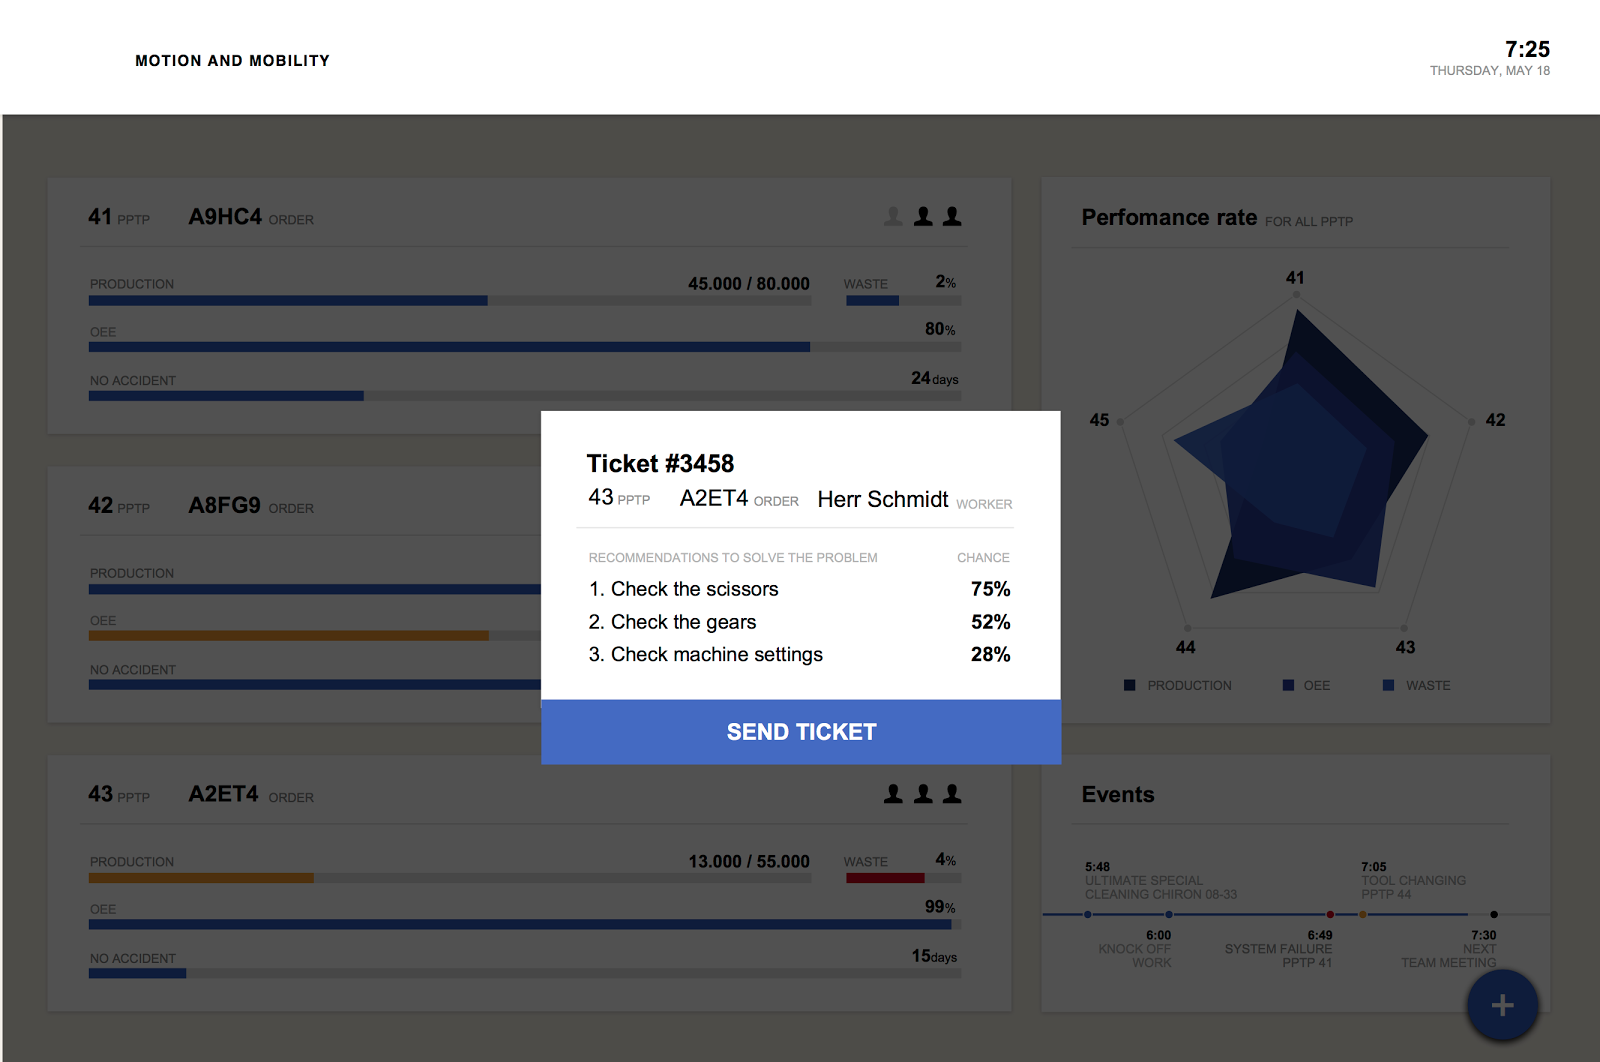 MOTION AND MOBILITY
7:25
THURSDAY, MAY 18
41 PPTP A9HC4 ORDER
PRODUCTION 45.000 / 80.000 WASTE 2%
OEE 80%
NO ACCIDENT 24 days
42 PPTP A8FG9 ORDER
PRODUCTION
OEE
NO ACCIDENT
Ticket #3458
43 PPTP A2ET4 ORDER Herr Schmidt WORKER
RECOMMENDATIONS TO SOLVE THE PROBLEM CHANCE
1. Check the scissors 75%
2. Check the gears 52%
3. Check machine settings 28%
SEND TICKET
43 PPTP A2ET4 ORDER
PRODUCTION 13.000 / 55.000 WASTE 4%
OEE 99%
NO ACCIDENT 15days
Perfomance rate FOR ALL PPTP
41
45
42
44
43
PRODUCTION OEE WASTE
Events
5:48
ULTIMATE SPECIAL
CLEANING CHIRON 08-33
7:05
TOOL CHANGING
PPTP 44
6:00
KNOCK OFF
WORK
6:49
SYSTEM FAILURE
PPTP 41
7:30
NEXT
TEAM MEETING
+